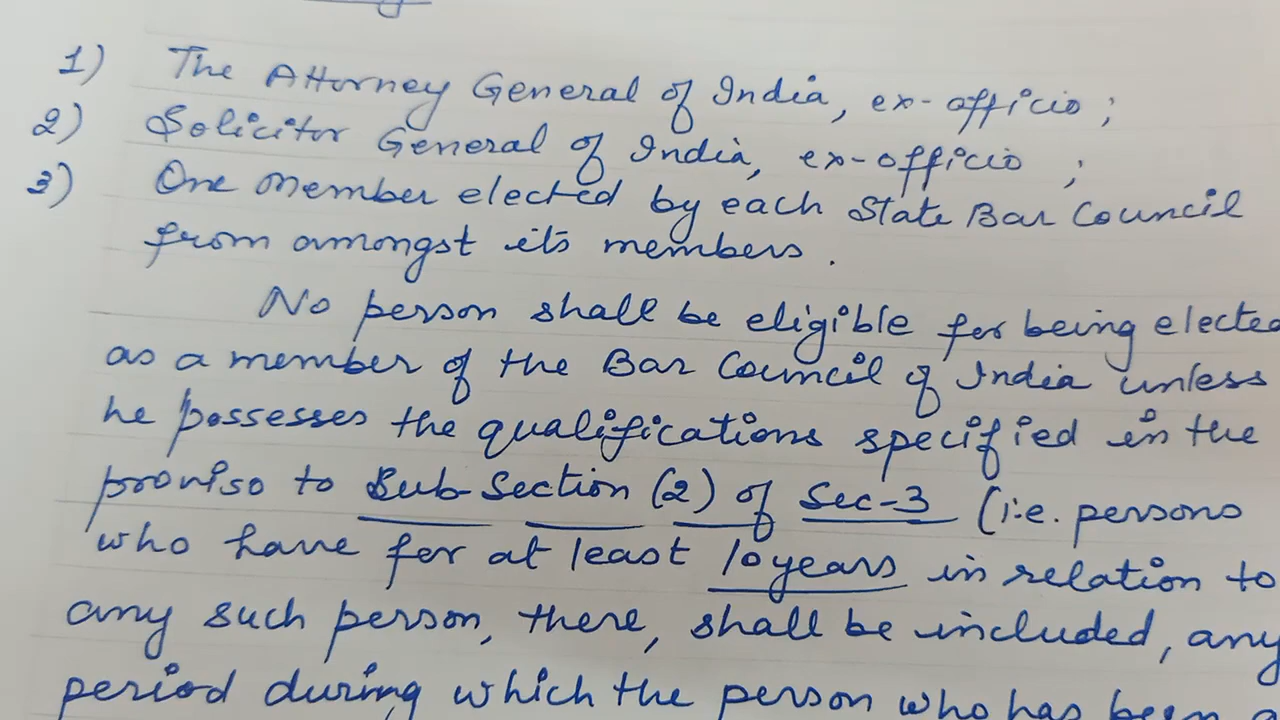 1) The Attorney General of India, ex-officio;
2) Solicitor General of India, ex-officio ;
3) One member elected by each State Bar Council
from amongst its members.
No person shall be eligible for being elected
as a member of the Bar Council of India unless
he possesses the qualifications specified in the
proviso to Sub-Section (2) of Sec-3 (i.e. persons
who have for at least 10 years in relation to
any such person, there, shall be included, any
period during which the person who has been a